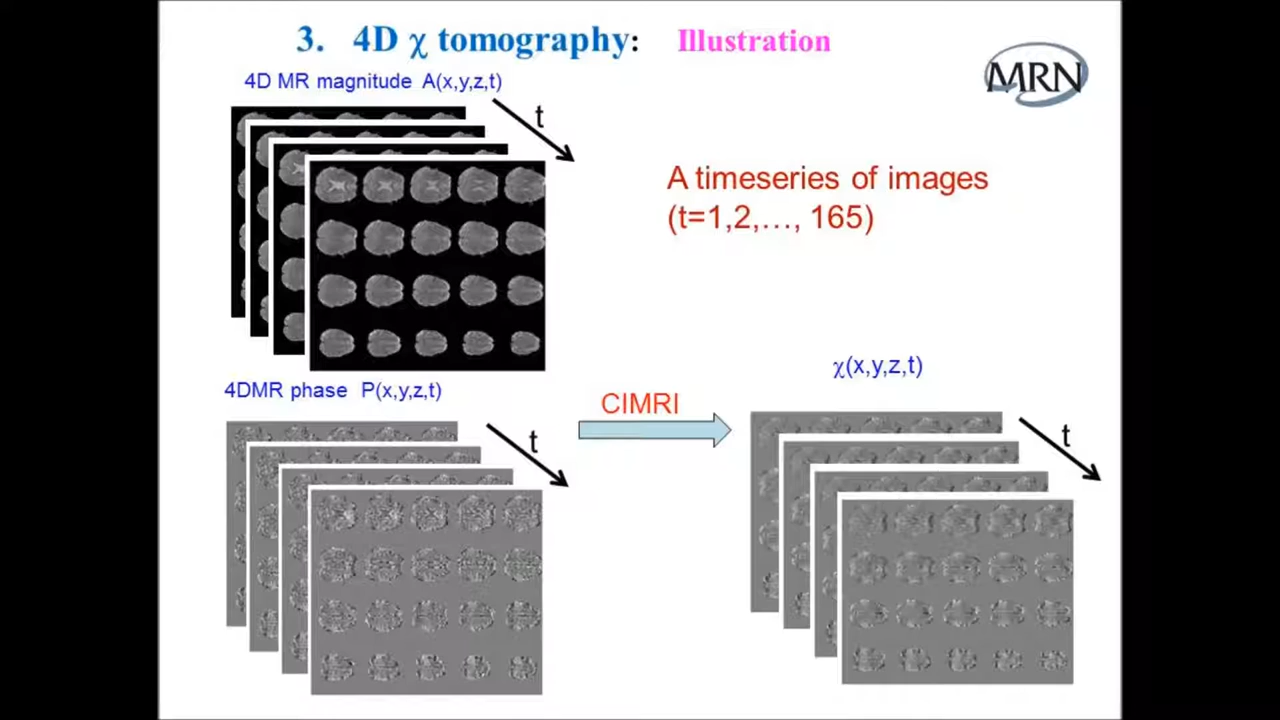 3. 4D χ tomography: Illustration
MRN
4D MR magnitude A(x,y,z,t)
t
A timeseries of images
(t=1,2,…, 165)
χ(x,y,z,t)
4DMR phase P(x,y,z,t)
CIMRI
t
t